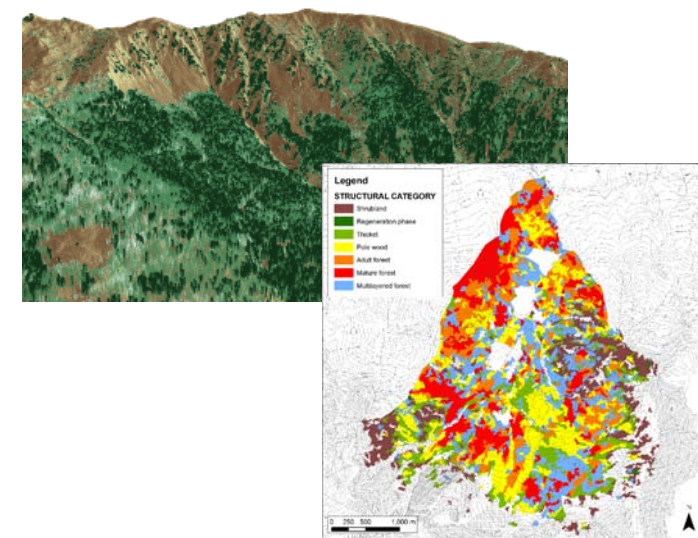 Legend
STRUCTURAL CATEGORY
Shrubland
Regeneration phase
Thicket
Pole wood
Adult forest
Mature forest
Multilayered forest
0 250 500 1,000 m
N